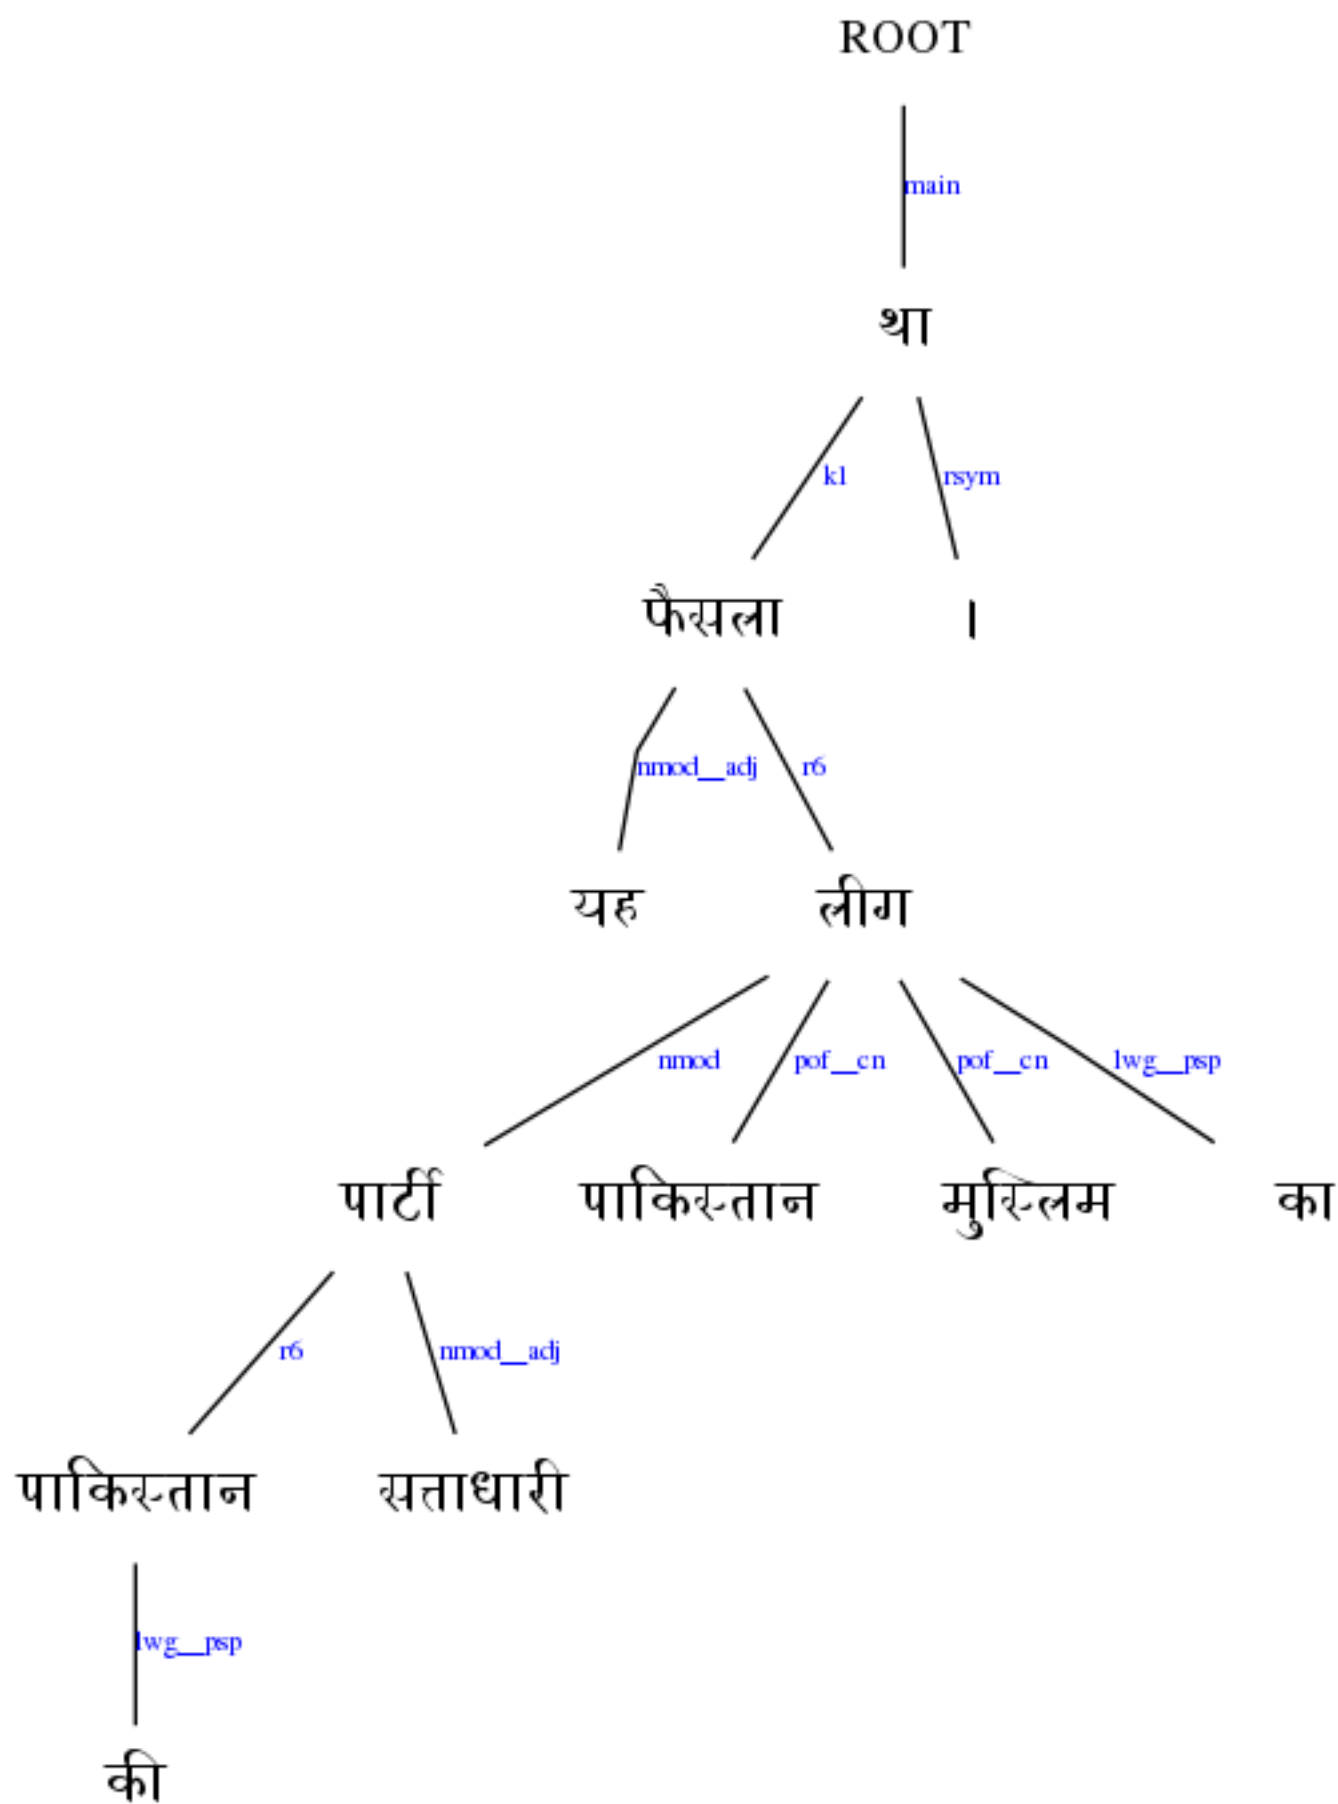 ROOT
main
था
k1 rsym
फैसला ।
nmod__adj r6
यह लीग
nmod pof__cn pof__cn lwg__psp
पार्टी पाकिस्तान मुस्लिम का
r6 nmod__adj
पाकिस्तान सत्ताधारी
lwg__psp
की